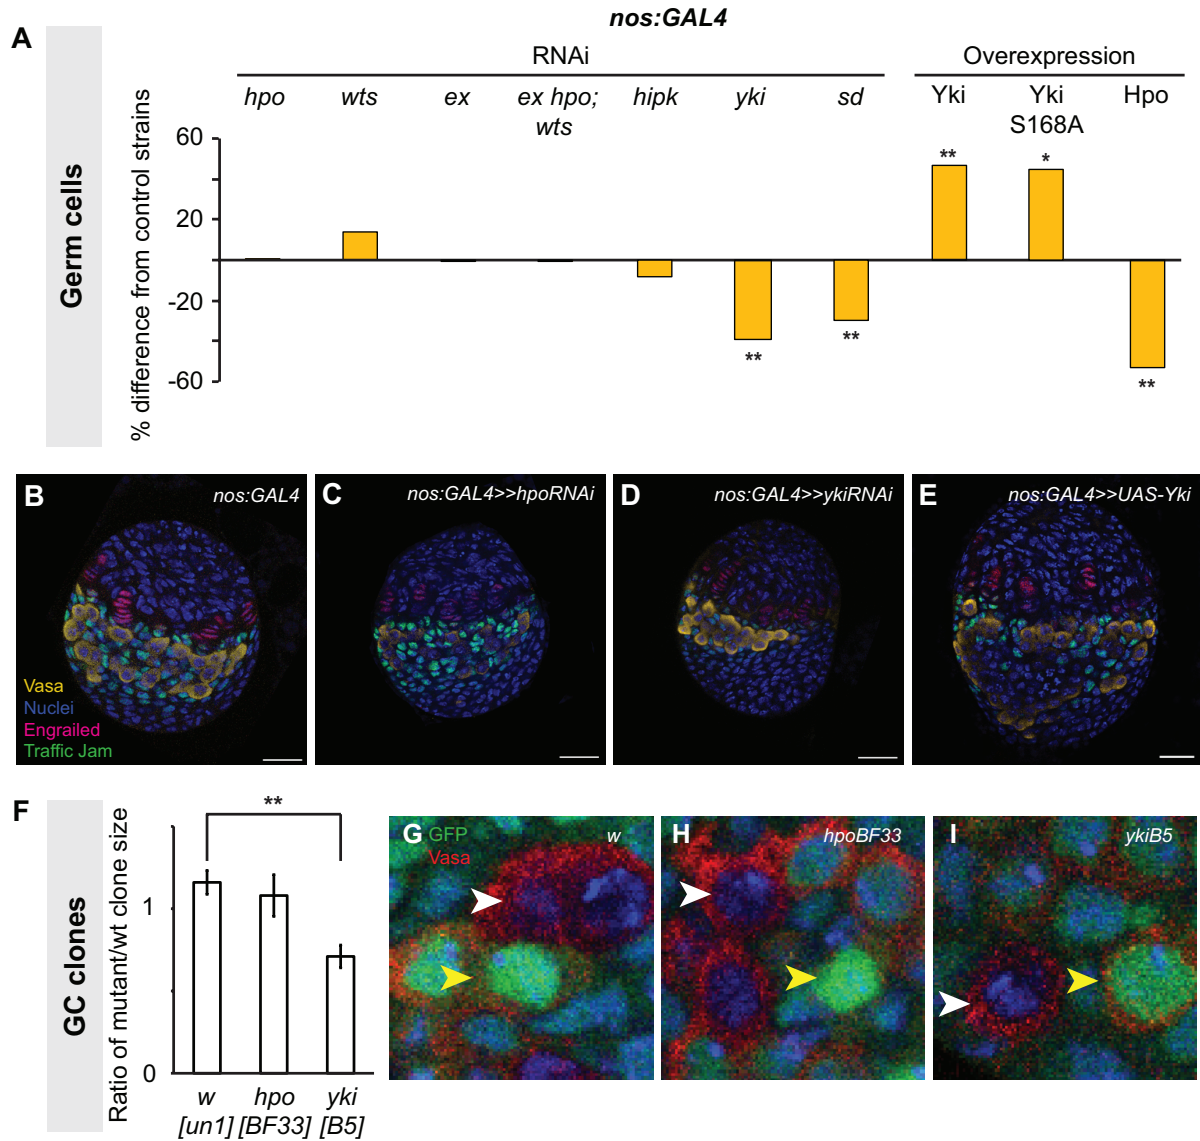 nos:GAL4
A
RNAi
Overexpression
hpo wts ex ex hpo; hipk yki sd Yki Yki Hpo
wts S168A
Germ cells
% difference from control strains
60
20
-20
-60
** * ** ** **
B nos:GAL4
Vasa
Nuclei
Engrailed
Traffic Jam
C nos:GAL4>>hpoRNAi
D nos:GAL4>>ykiRNAi
E nos:GAL4>>UAS-Yki
F
GC clones
Ratio of mutant/wt clone size
**
1
0
w hpo yki
[un1] [BF33] [B5]
G GFP w
Vasa
H hpoBF33
I ykiB5